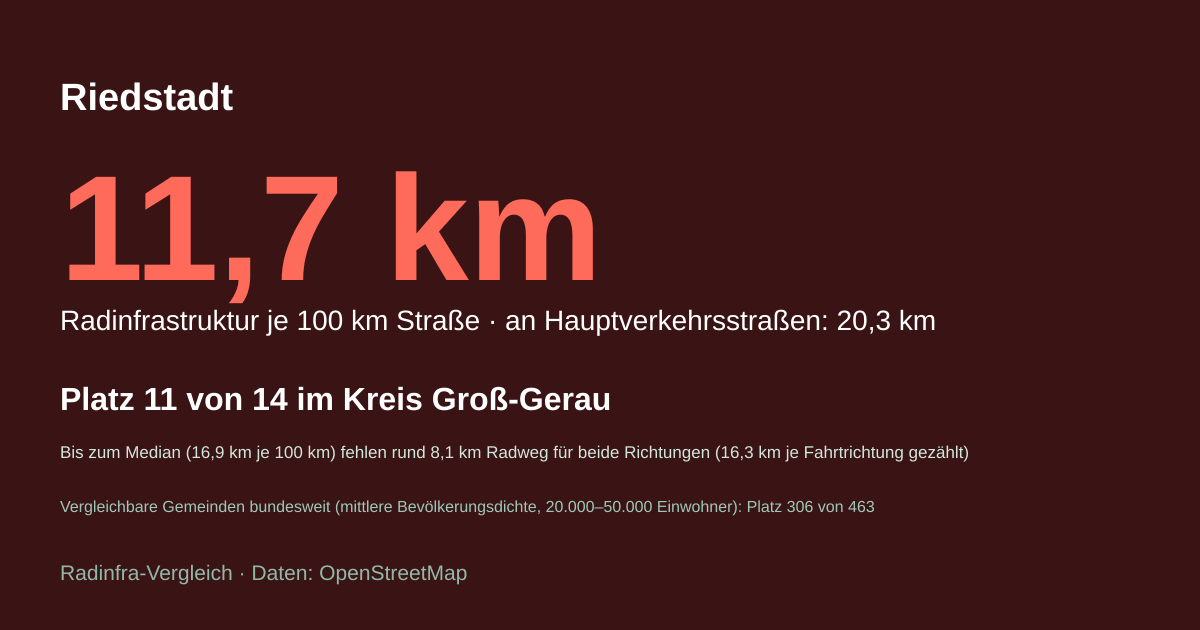 Riedstadt
11,7 km
Radinfrastruktur je 100 km Straße · an Hauptverkehrsstraßen: 20,3 km
Platz 11 von 14 im Kreis Groß-Gerau
Bis zum Median (16,9 km je 100 km) fehlen rund 8,1 km Radweg für beide Richtungen (16,3 km je Fahrtrichtung gezählt)
Vergleichbare Gemeinden bundesweit (mittlere Bevölkerungsdichte, 20.000–50.000 Einwohner): Platz 306 von 463
Radinfra-Vergleich · Daten: OpenStreetMap